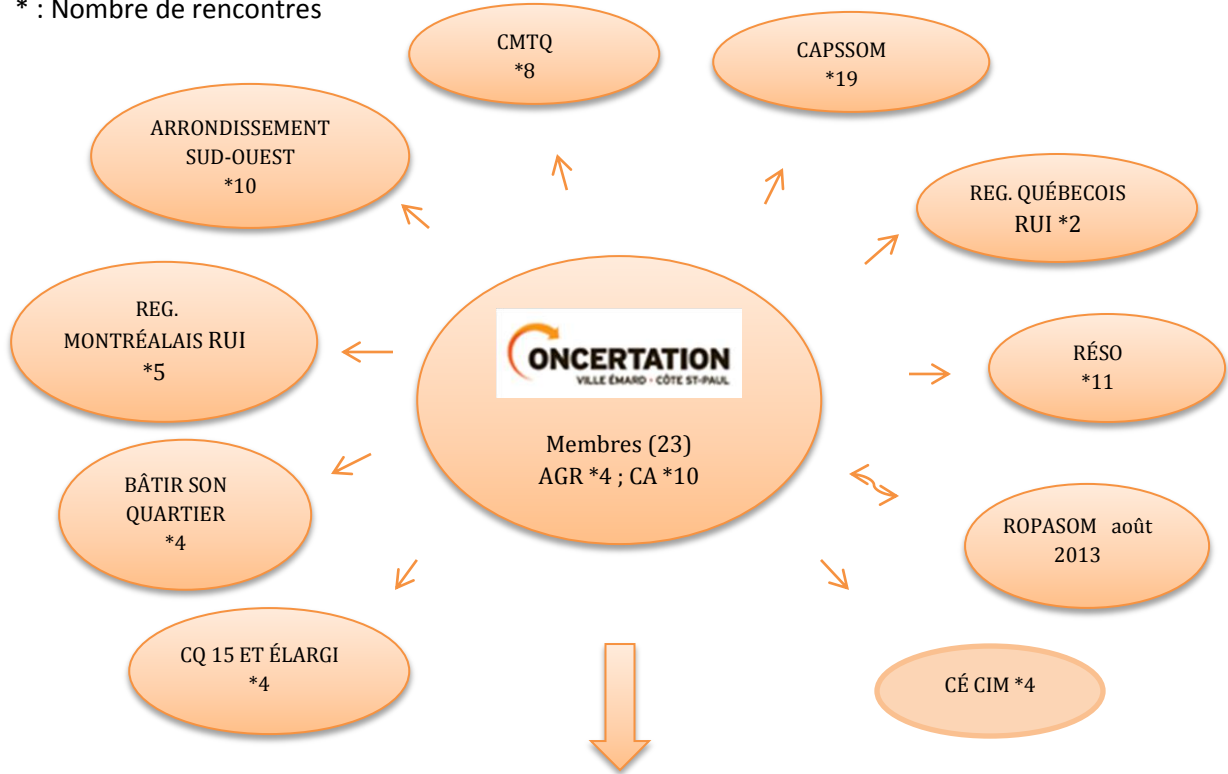 * : Nombre de rencontres
CMTQ
*8
CAPSSOM
*19
ARRONDISSEMENT
SUD-OUEST
*10
REG. QUÉBECOIS
RUI *2
REG.
MONTRÉALAIS RUI
*5
ONCERTATION
VILLE ÉMARD · CÔTE ST-PAUL
Membres (23)
AGR *4 ; CA *10
RÉSO
*11
BÂTIR SON
QUARTIER
*4
ROPASOM août
2013
CQ 15 ET ÉLARGI
*4
CÉ CIM *4